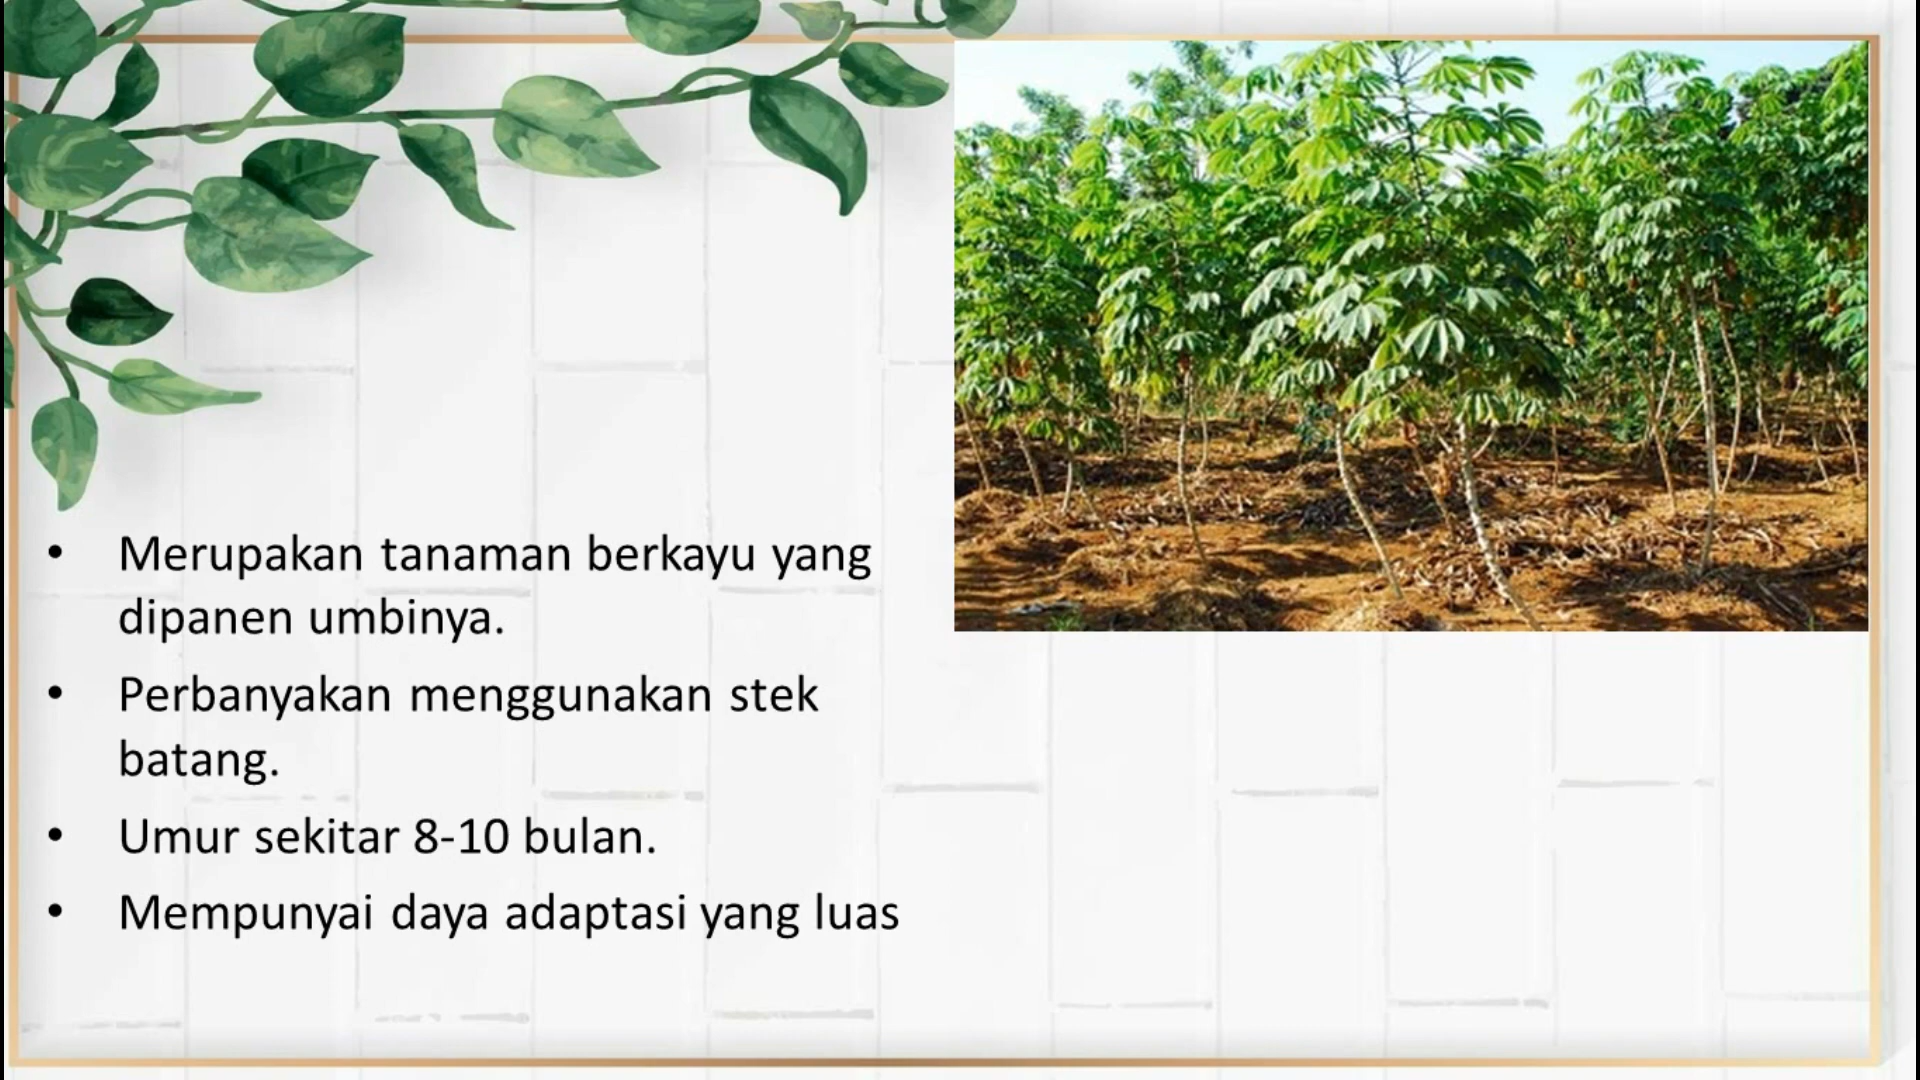 • Merupakan tanaman berkayu yang
dipanen umbinya.
• Perbanyakan menggunakan stek
batang.
• Umur sekitar 8-10 bulan.
• Mempunyai daya adaptasi yang luas